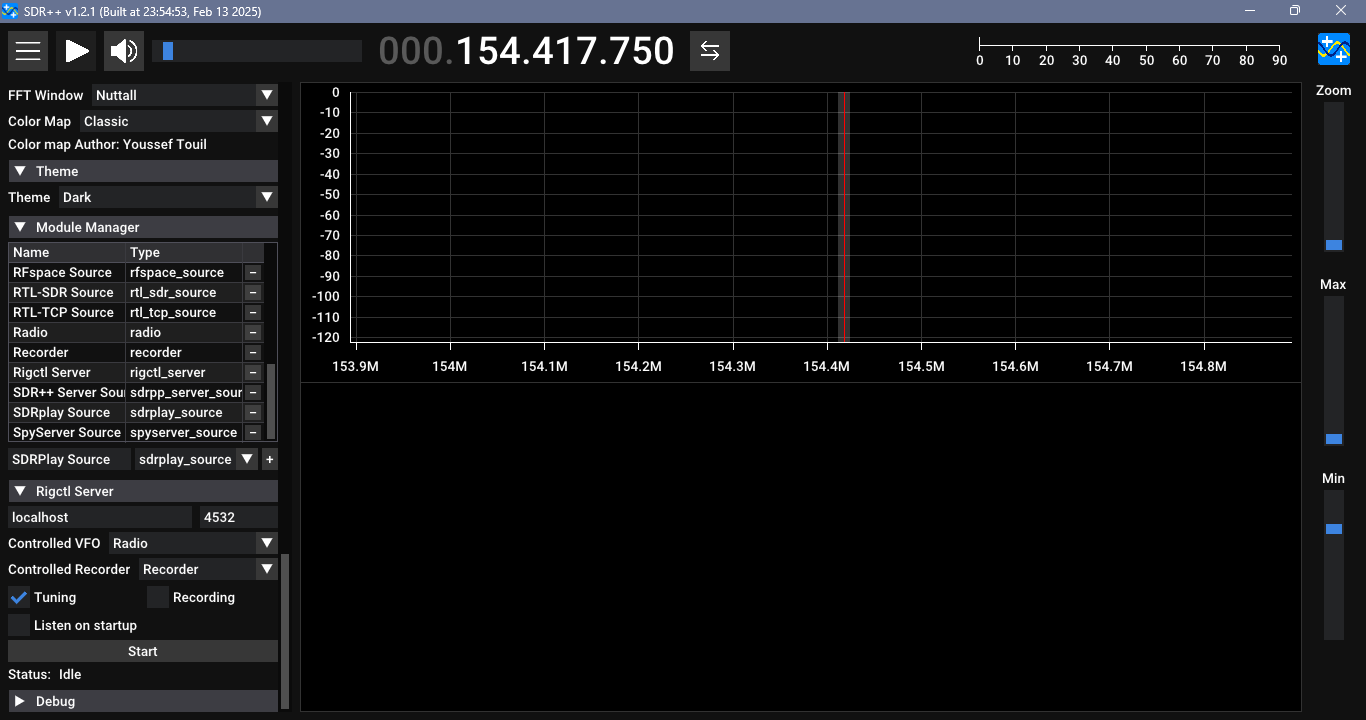 SDR++ v1.2.1 (Built at 23:54:53, Feb 13 2025)
000.154.417.750
0 10 20 30 40 50 60 70 80 90
FFT Window Nuttall
Color Map Classic
Color map Author: Youssef Touil
Theme
Theme Dark
Module Manager
Name Type
RFspace Source rfspace_source −
RTL-SDR Source rtl_sdr_source −
RTL-TCP Source rtl_tcp_source −
Radio radio −
Recorder recorder −
Rigctl Server rigctl_server −
SDR++ Server Sou sdrpp_server_sour −
SDRplay Source sdrplay_source −
SpyServer Source spyserver_source −
SDRPlay Source sdrplay_source +
Rigctl Server
localhost 4532
Controlled VFO Radio
Controlled Recorder Recorder
Tuning Recording
Listen on startup
Start
Status: Idle
Debug
0
-10
-20
-30
-40
-50
-60
-70
-80
-90
-100
-110
-120
153.9M 154M 154.1M 154.2M 154.3M 154.4M 154.5M 154.6M 154.7M 154.8M
Zoom
Max
Min